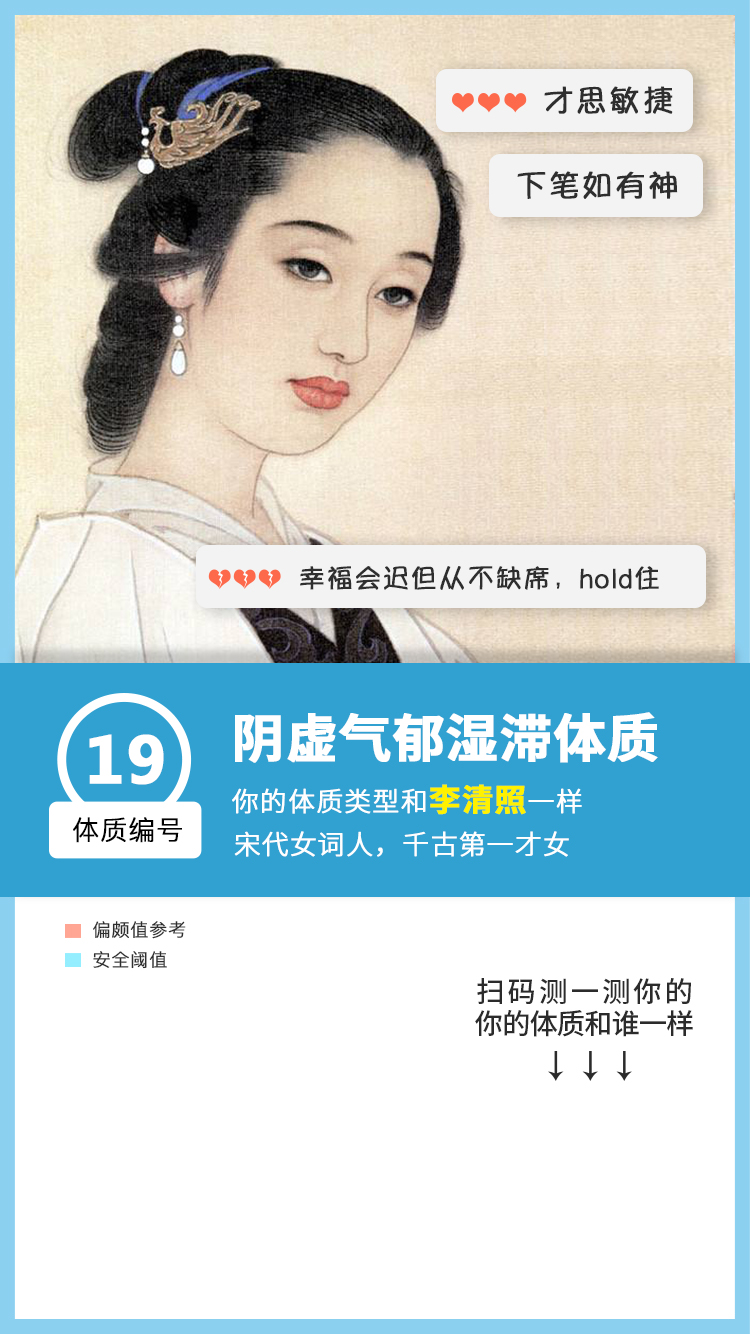 才思敏捷
下笔如有神
幸福会迟但从不缺席，hold住
19
体质编号
阴虚气郁湿滞体质
你的体质类型和李清照一样
宋代女词人，千古第一才女
偏颇值参考
安全阈值
扫码测一测你的
你的体质和谁一样
↓↓↓